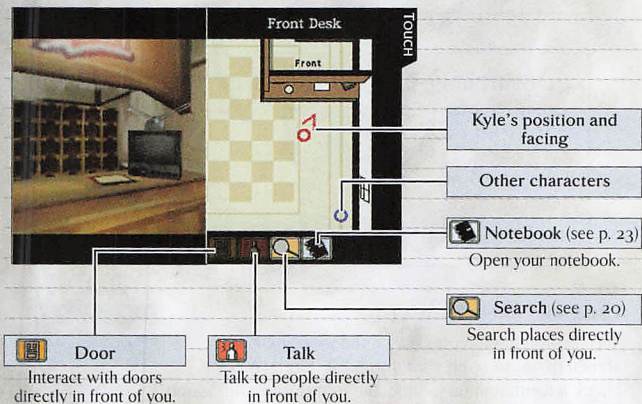 Front Desk
TOUCH
Front
Kyle's position and
facing
Other characters
Notebook (see p. 23)
Open your notebook.
Search (see p. 20)
Search places directly
in front of you.
Door
Interact with doors
directly in front of you.
Talk
Talk to people directly
in front of you.